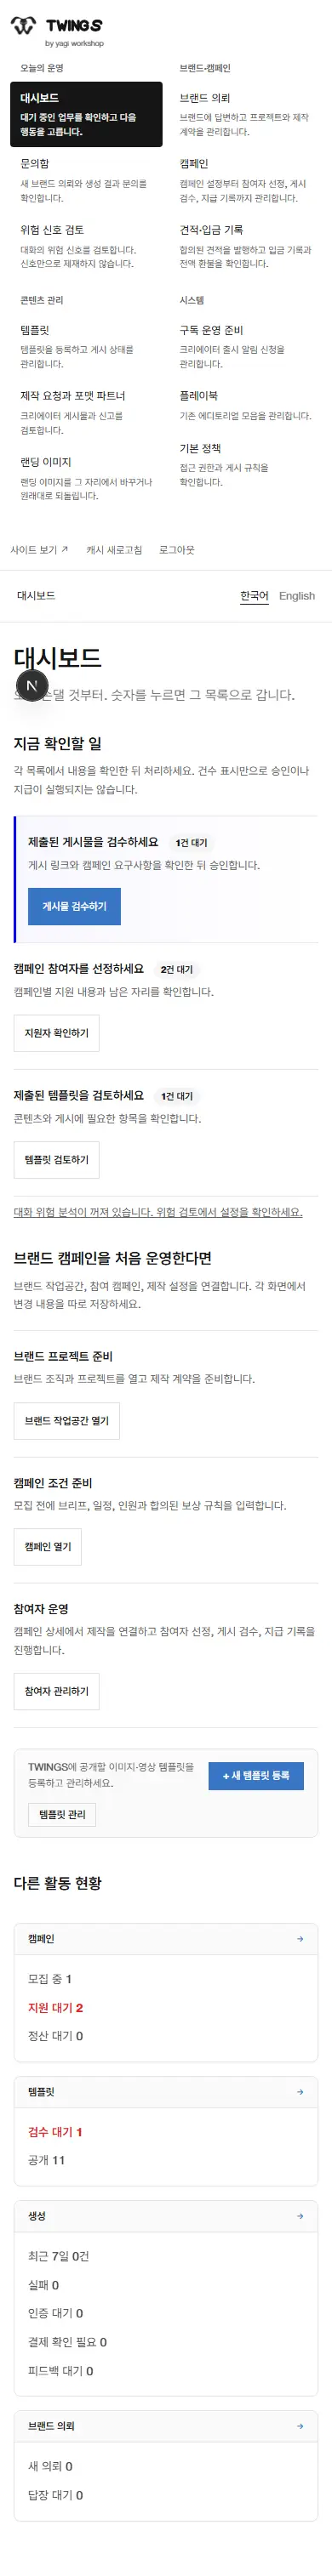 TWINGS
by yagi workshop
오늘의 운영
대시보드
대기 중인 업무를 확인하고 다음
행동을 고릅니다.
문의함
새 브랜드 의뢰와 생성 결과 문의를
확인합니다.
위험 신호 검토
대화의 위험 신호를 검토합니다.
신호만으로 제재하지 않습니다.
브랜드·캠페인
브랜드 의뢰
브랜드에 답변하고 프로젝트와 제작
계약을 관리합니다.
캠페인
캠페인 설정부터 참여자 선정, 게시
검수, 지급 기록까지 관리합니다.
견적·입금 기록
합의된 견적을 발행하고 입금 기록과
전액 환불을 확인합니다.
콘텐츠 관리
템플릿
템플릿을 등록하고 게시 상태를
관리합니다.
제작 요청과 포맷 파트너
크리에이터 게시물과 신고를
검토합니다.
랜딩 이미지
랜딩 이미지를 그 자리에서 바꾸거나
원래대로 되돌립니다.
시스템
구독 운영 준비
크리에이터 출시 알림 신청을
관리합니다.
플레이북
기존 에디토리얼 모음을 관리합니다.
기본 정책
접근 권한과 게시 규칙을
확인합니다.
사이트 보기 ↗
캐시 새로고침
로그아웃
대시보드
한국어
English
대시보드
N
손댈 것부터. 숫자를 누르면 그 목록으로 갑니다.
지금 확인할 일
각 목록에서 내용을 확인한 뒤 처리하세요. 건수 표시만으로 승인이나
지급이 실행되지는 않습니다.
제출된 게시물을 검수하세요 1건 대기
게시 링크와 캠페인 요구사항을 확인한 뒤 승인합니다.
게시물 검수하기
캠페인 참여자를 선정하세요 2건 대기
캠페인별 지원 내용과 남은 자리를 확인합니다.
지원자 확인하기
제출된 템플릿을 검토하세요 1건 대기
콘텐츠와 게시에 필요한 항목을 확인합니다.
템플릿 검토하기
대화 위험 분석이 꺼져 있습니다. 위험 검토에서 설정을 확인하세요.
브랜드 캠페인을 처음 운영한다면
브랜드 작업공간, 참여 캠페인, 제작 설정을 연결합니다. 각 화면에서
변경 내용을 따로 저장하세요.
브랜드 프로젝트 준비
브랜드 조직과 프로젝트를 열고 제작 계약을 준비합니다.
브랜드 작업공간 열기
캠페인 조건 준비
모집 전에 브리프, 일정, 인원과 합의된 보상 규칙을 입력합니다.
캠페인 열기
참여자 운영
캠페인 상세에서 제작을 연결하고 참여자 선정, 게시 검수, 지급 기록을
진행합니다.
참여자 관리하기
TWINGS에 공개할 이미지·영상 템플릿을
등록하고 관리하세요.
+ 새 템플릿 등록
템플릿 관리
다른 활동 현황
캠페인 →
모집 중 1
지원 대기 2
정산 대기 0
템플릿 →
검수 대기 1
공개 11
생성 →
최근 7일 0건
실패 0
인증 대기 0
결제 확인 필요 0
피드백 대기 0
브랜드 의뢰 →
새 의뢰 0
답장 대기 0